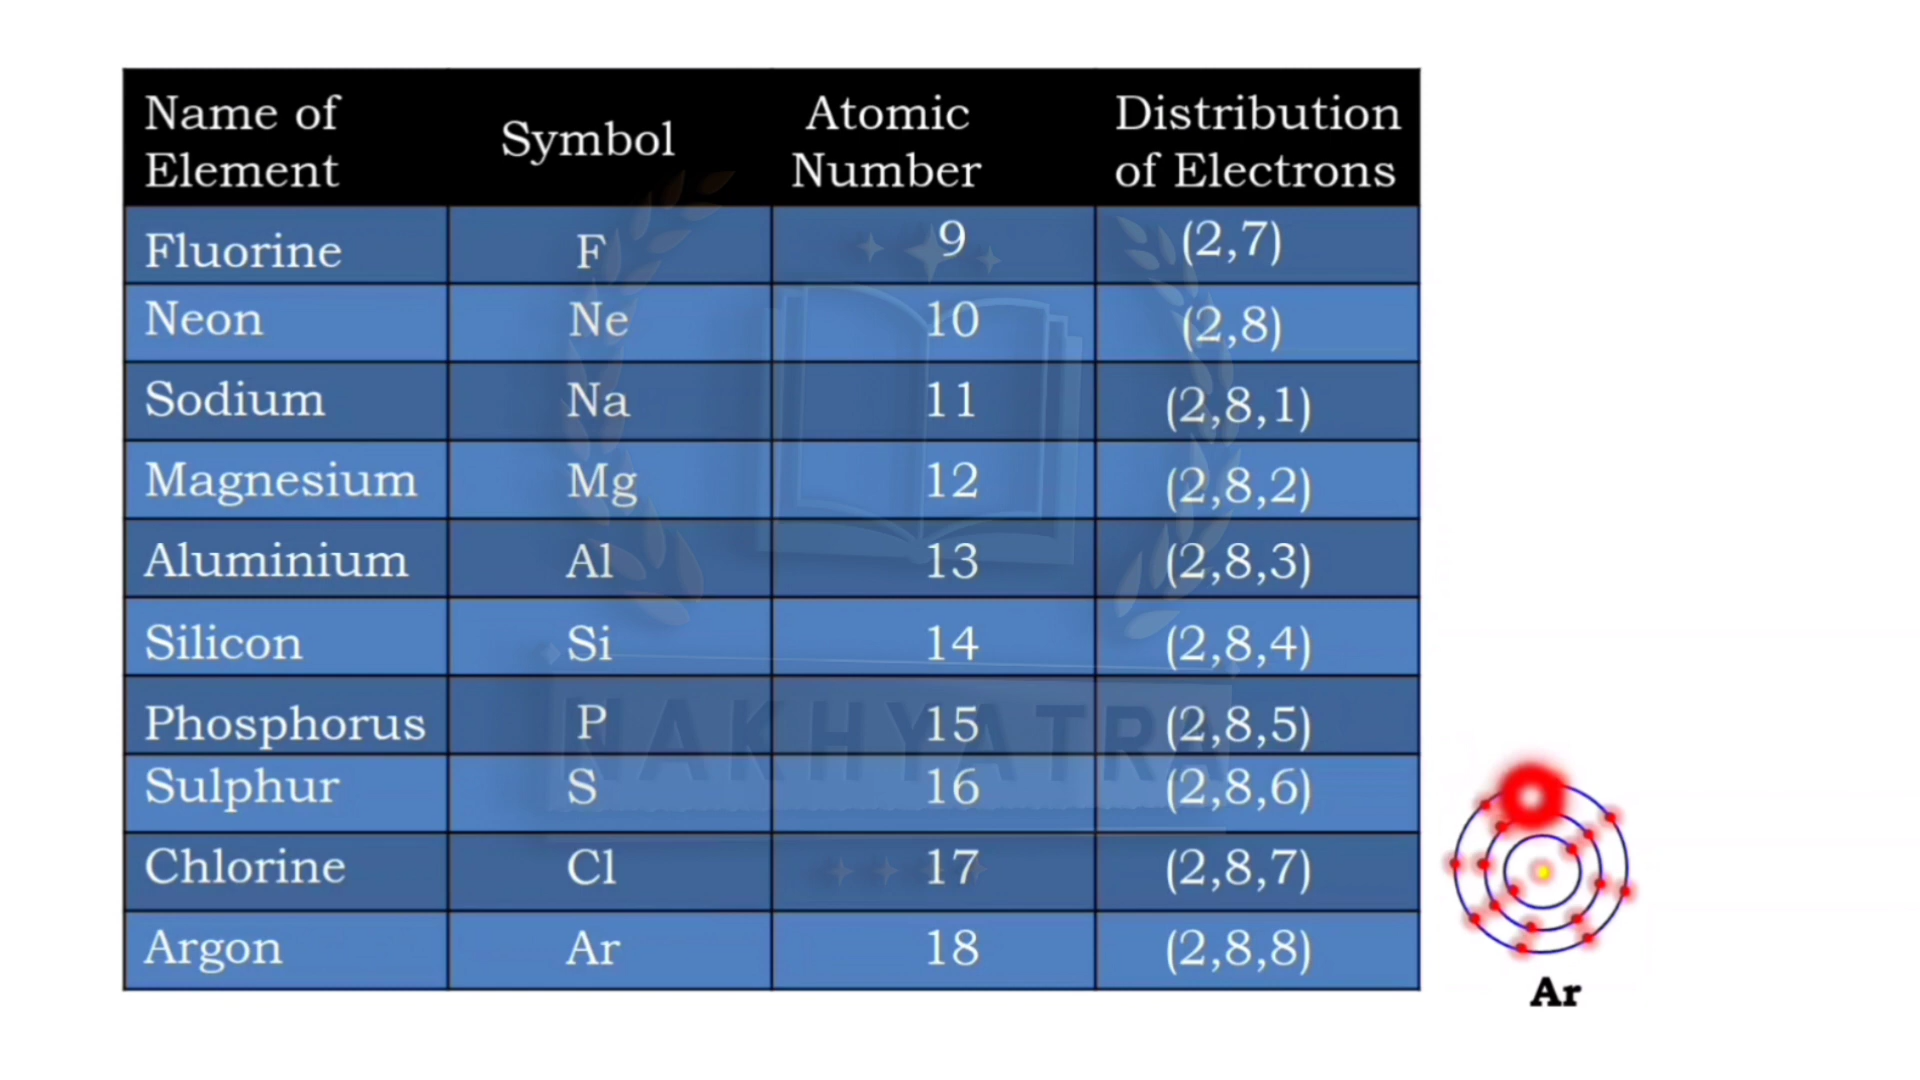 Name of Element Symbol Atomic Number Distribution of Electrons
Fluorine F 9 (2,7)
Neon Ne 10 (2,8)
Sodium Na 11 (2,8,1)
Magnesium Mg 12 (2,8,2)
Aluminium Al 13 (2,8,3)
Silicon Si 14 (2,8,4)
Phosphorus P 15 (2,8,5)
NAKHYATRA
Sulphur S 16 (2,8,6)
Chlorine Cl 17 (2,8,7)
Argon Ar 18 (2,8,8)
Ar